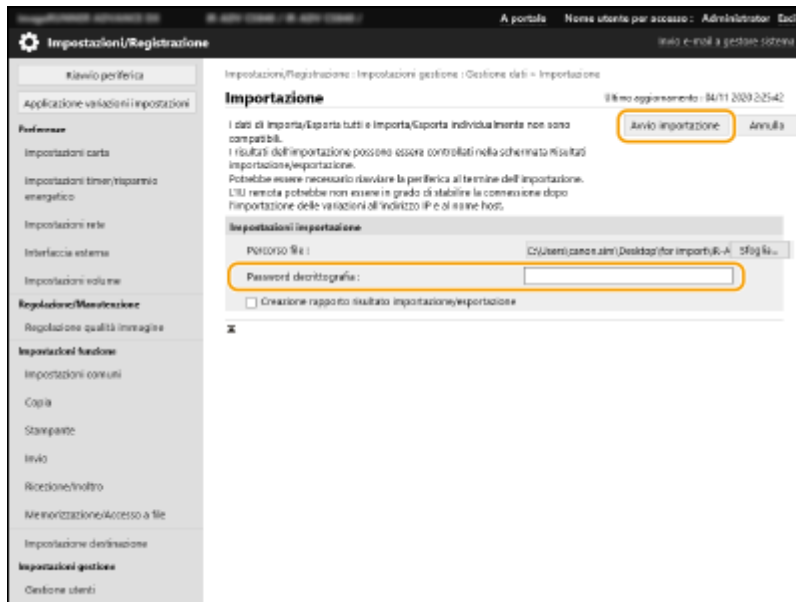 A portale Nome utente per accesso : Administrator Esci
Impostazioni/Registrazione
Invio e-mail a gestore sistema
Riavvio periferica
Applicazione variazioni impostazioni
Preferenze
Impostazioni carta
Impostazioni timer/risparmio
energetico
Impostazioni rete
Interfaccia esterna
Impostazioni volume
Regolazione/Manutenzione
Regolazione qualità immagine
Impostazioni funzione
Impostazioni comuni
Copia
Stampante
Invio
Ricezione/Inoltro
Memorizzazione/Accesso a file
Impostazione destinazione
Impostazioni gestione
Gestione utenti
Impostazioni/Registrazione : Impostazioni gestione : Gestione dati > Importazione
Importazione
Ultimo aggiornamento : 04/11 2020 2:25:42
I dati di Importa/Esporta tutti e Importa/Esporta individualmente non sono
compatibili.
I risultati dell'importazione possono essere controllati nella schermata Risultati
importazione/esportazione.
Potrebbe essere necessario riavviare la periferica al termine dell'importazione.
L'IU remota potrebbe non essere in grado di stabilire la connessione dopo
l'importazione delle variazioni all'indirizzo IP e al nome host.
Avvio importazione
Annulla
Impostazioni importazione
Percorso file : C:\Users\canon.sim\Desktop\for import\iR-A Sfoglia...
Password decrittografia :
Creazione rapporto risultato importazione/esportazione